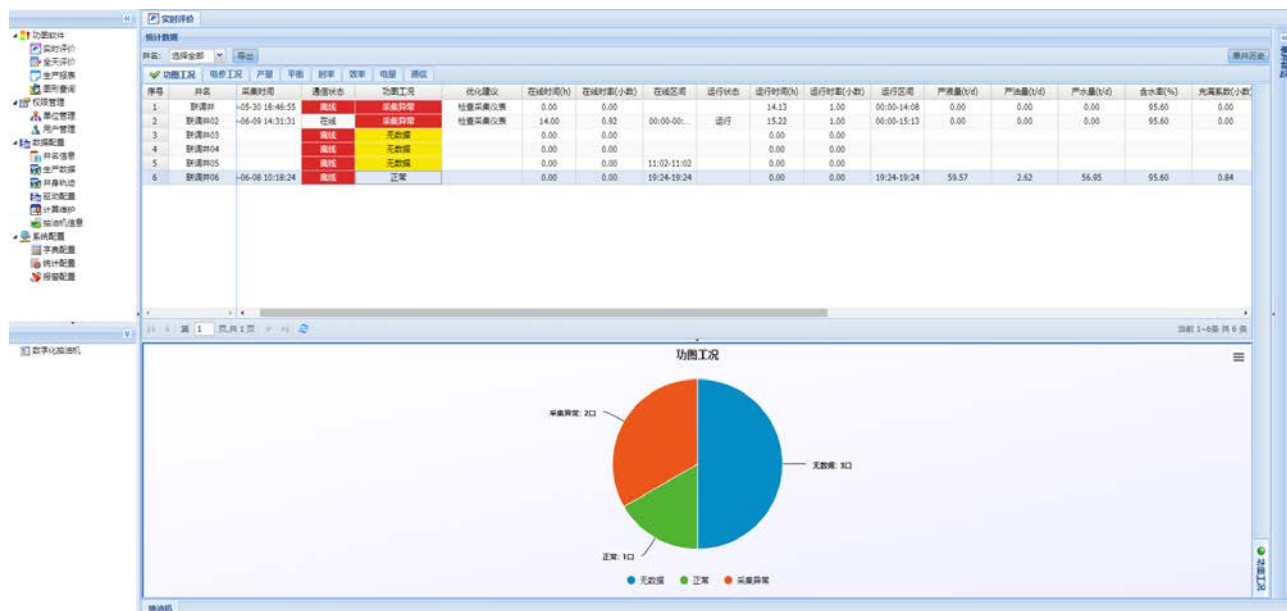 实时评价
功图软件
实时评价
全天评价
生产报表
图形查询
权限管理
单位管理
用户管理
数据配置
井名信息
生产数据
井身轨迹
驱动配置
计算维护
抽油机信息
系统配置
字典配置
统计配置
报警配置
数字化抽油机
统计数据
井名: 选择全部 导出 单井历史
功图工况 电参工况 产量 平衡 时率 效率 电量 通信
序号 井名 采集时间 通信状态 功图工况 优化建议 在线时间(h) 在线时率(小数) 在线区间 运行状态 运行时间(h) 运行时率(小数) 运行区间 产液量(t/d) 产油量(t/d) 产水量(t/d) 含水率(%) 充满系数(小数)
1 联调井 -05-30 18:46:55 离线 采集异常 检查采集仪表 0.00 0.00 14.13 1.00 00:00-14:08 0.00 0.00 0.00 95.60 0.00
2 联调井02 -06-09 14:31:31 在线 采集异常 检查采集仪表 14.00 0.92 00:00-00:... 运行 15.22 1.00 00:00-15:13 0.00 0.00 0.00 95.60 0.00
3 联调井03 离线 无数据 0.00 0.00 0.00 0.00
4 联调井04 离线 无数据 0.00 0.00 0.00 0.00
5 联调井05 离线 无数据 0.00 0.00 11:02-11:02 0.00 0.00
6 联调井06 -06-08 10:18:24 离线 正常 0.00 0.00 19:24-19:24 0.00 0.00 19:24-19:24 59.57 2.62 56.95 95.60 0.84
第 1 页,共 1 页
当前 1~6条 共 6 条
功图工况
采集异常: 2口
无数据: 3口
正常: 1口
无数据 正常 采集异常
功图工况
抽油机